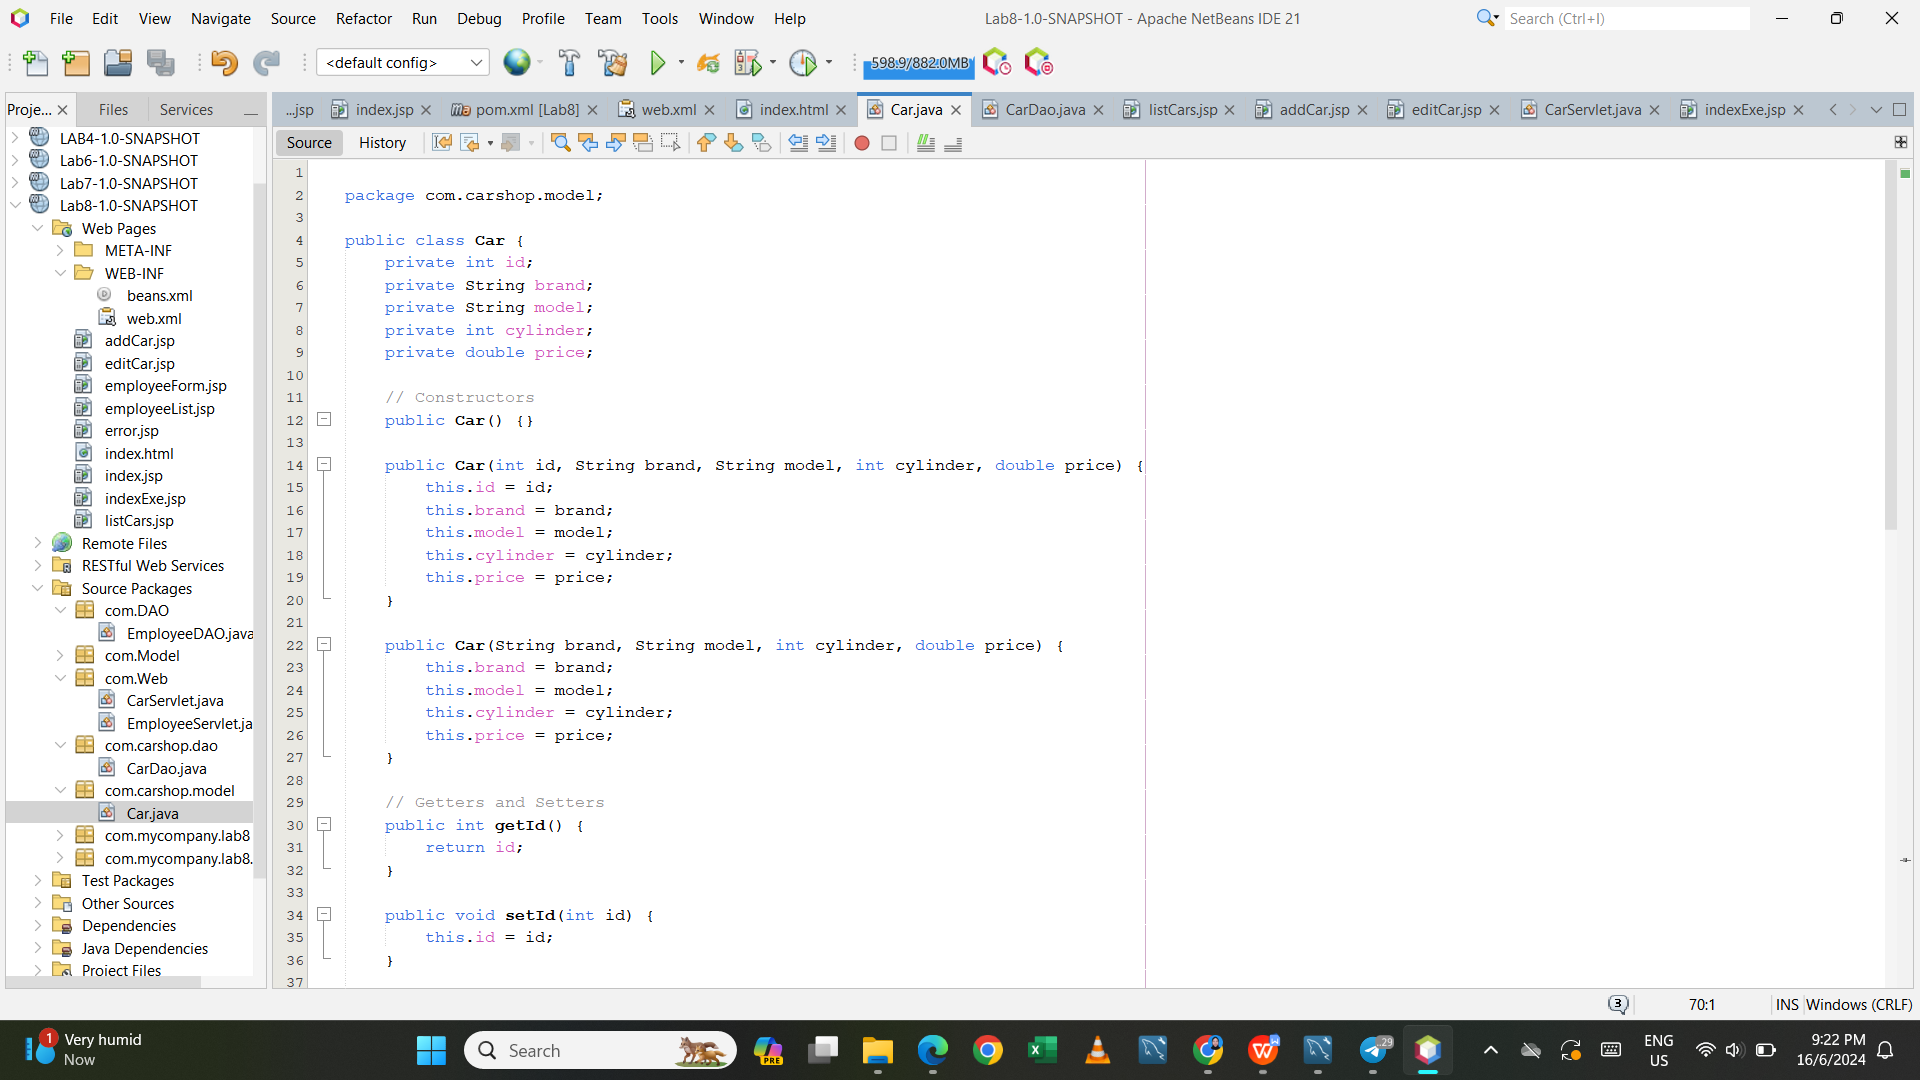 File Edit View Navigate Source Refactor Run Debug Profile Team Tools Window Help
Lab8-1.0-SNAPSHOT - Apache NetBeans IDE 21
Search (Ctrl+I)
<default config>
598.9/882.0MB
Proje...
Files
Services
...jsp
index.jsp
pom.xml [Lab8]
web.xml
index.html
Car.java
CarDao.java
listCars.jsp
addCar.jsp
editCar.jsp
CarServlet.java
indexExe.jsp
Source
History
LAB4-1.0-SNAPSHOT
Lab6-1.0-SNAPSHOT
Lab7-1.0-SNAPSHOT
Lab8-1.0-SNAPSHOT
Web Pages
META-INF
WEB-INF
beans.xml
web.xml
addCar.jsp
editCar.jsp
employeeForm.jsp
employeeList.jsp
error.jsp
index.html
index.jsp
indexExe.jsp
listCars.jsp
Remote Files
RESTful Web Services
Source Packages
com.DAO
EmployeeDAO.java
com.Model
com.Web
CarServlet.java
EmployeeServlet.ja
com.carshop.dao
CarDao.java
com.carshop.model
Car.java
com.mycompany.lab8
com.mycompany.lab8.
Test Packages
Other Sources
Dependencies
Java Dependencies
Project Files
1
2 package com.carshop.model;
3
4 public class Car {
5 private int id;
6 private String brand;
7 private String model;
8 private int cylinder;
9 private double price;
10
11 // Constructors
12 public Car() {}
13
14 public Car(int id, String brand, String model, int cylinder, double price) {
15 this.id = id;
16 this.brand = brand;
17 this.model = model;
18 this.cylinder = cylinder;
19 this.price = price;
20 }
21
22 public Car(String brand, String model, int cylinder, double price) {
23 this.brand = brand;
24 this.model = model;
25 this.cylinder = cylinder;
26 this.price = price;
27 }
28
29 // Getters and Setters
30 public int getId() {
31 return id;
32 }
33
34 public void setId(int id) {
35 this.id = id;
36 }
37
3
70:1
INS
Windows (CRLF)
1
Very humid
Now
Search
PRE
29
ENG
US
9:22 PM
16/6/2024